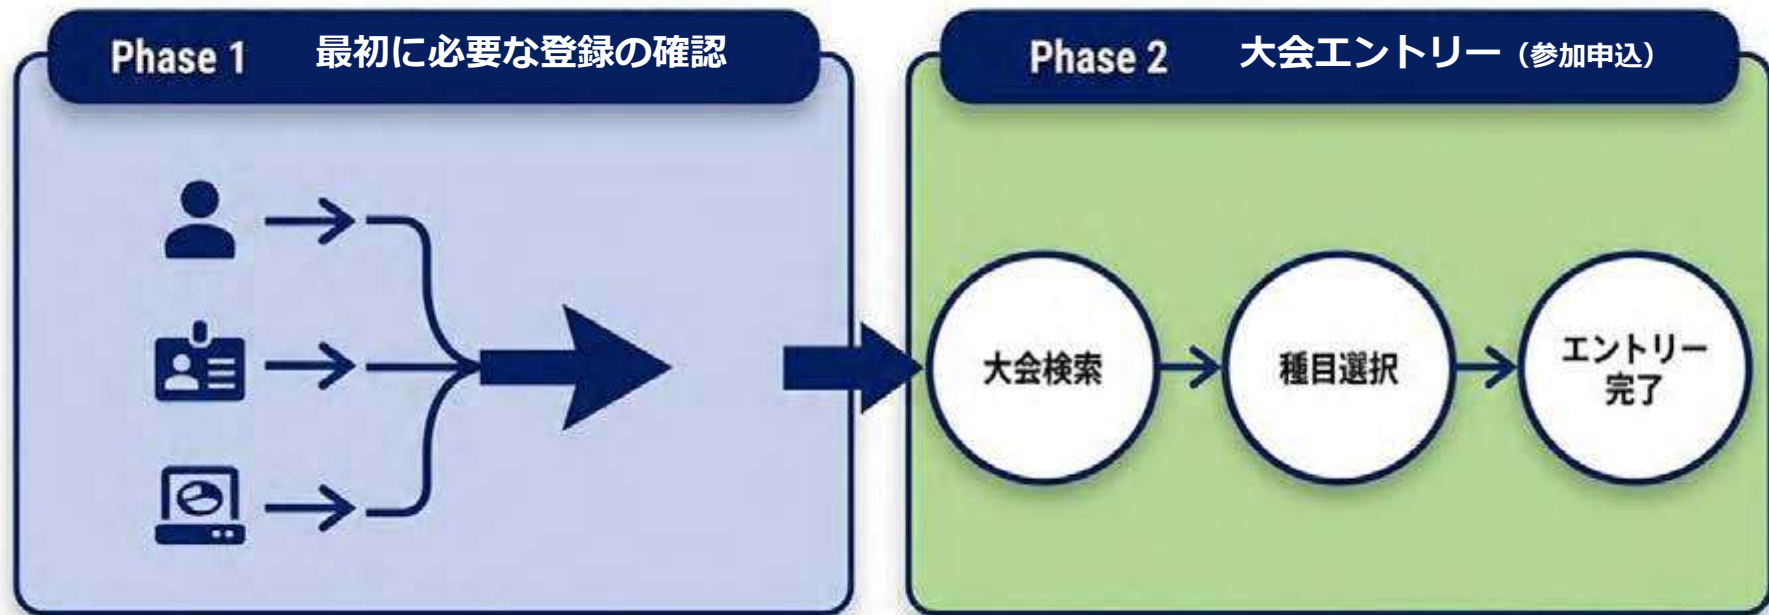 Phase 1 最初に必要な登録の確認
Phase 2 大会エントリー（参加申込）
大会検索
種目選択
エントリー
完了